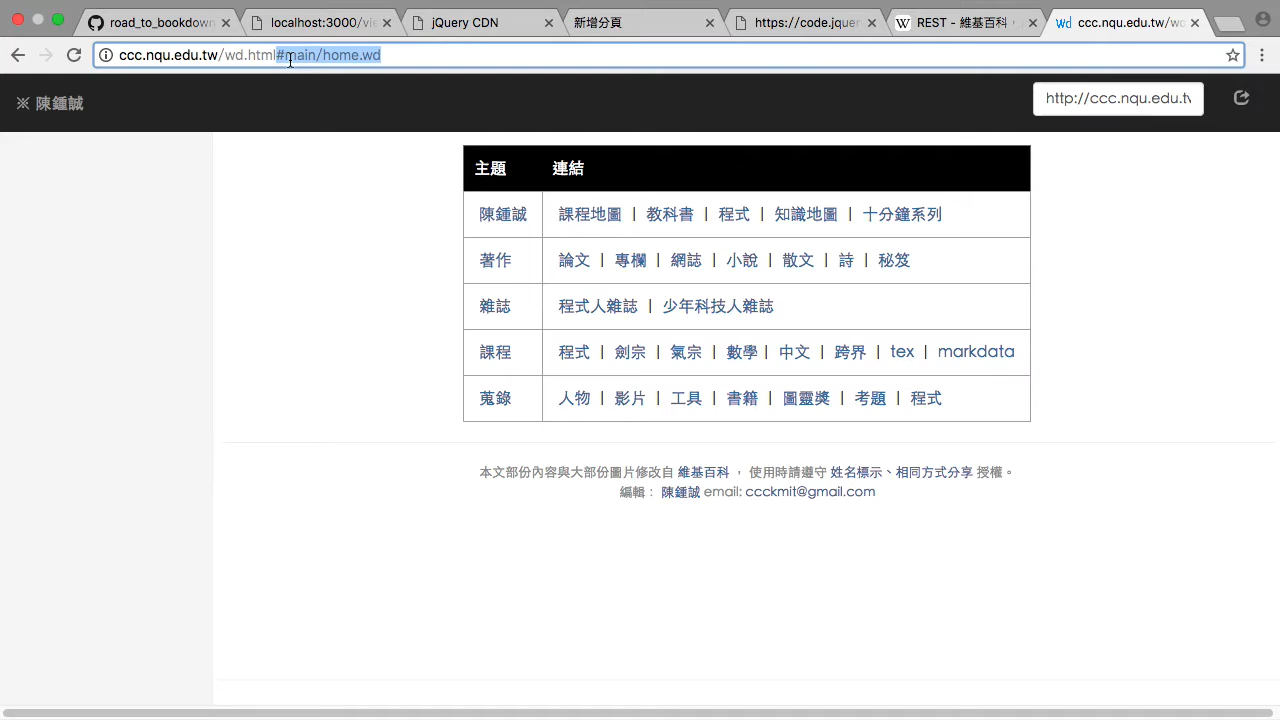 road_to_bookdown
localhost:3000/vie
jQuery CDN
新增分頁
https://code.jquer
REST - 維基百科，
ccc.nqu.edu.tw/wd
ccc.nqu.edu.tw/wd.html#main/home.wd
※ 陳鍾誠
http://ccc.nqu.edu.tv
主題 連結
陳鍾誠 課程地圖 | 教科書 | 程式 | 知識地圖 | 十分鐘系列
著作 論文 | 專欄 | 網誌 | 小說 | 散文 | 詩 | 秘笈
雜誌 程式人雜誌 | 少年科技人雜誌
課程 程式 | 劍宗 | 氣宗 | 數學 | 中文 | 跨界 | tex | markdata
蒐錄 人物 | 影片 | 工具 | 書籍 | 圖靈獎 | 考題 | 程式
本文部份內容與大部份圖片修改自 維基百科 ， 使用時請遵守 姓名標示、相同方式分享 授權。
編輯： 陳鍾誠 email: ccckmit@gmail.com